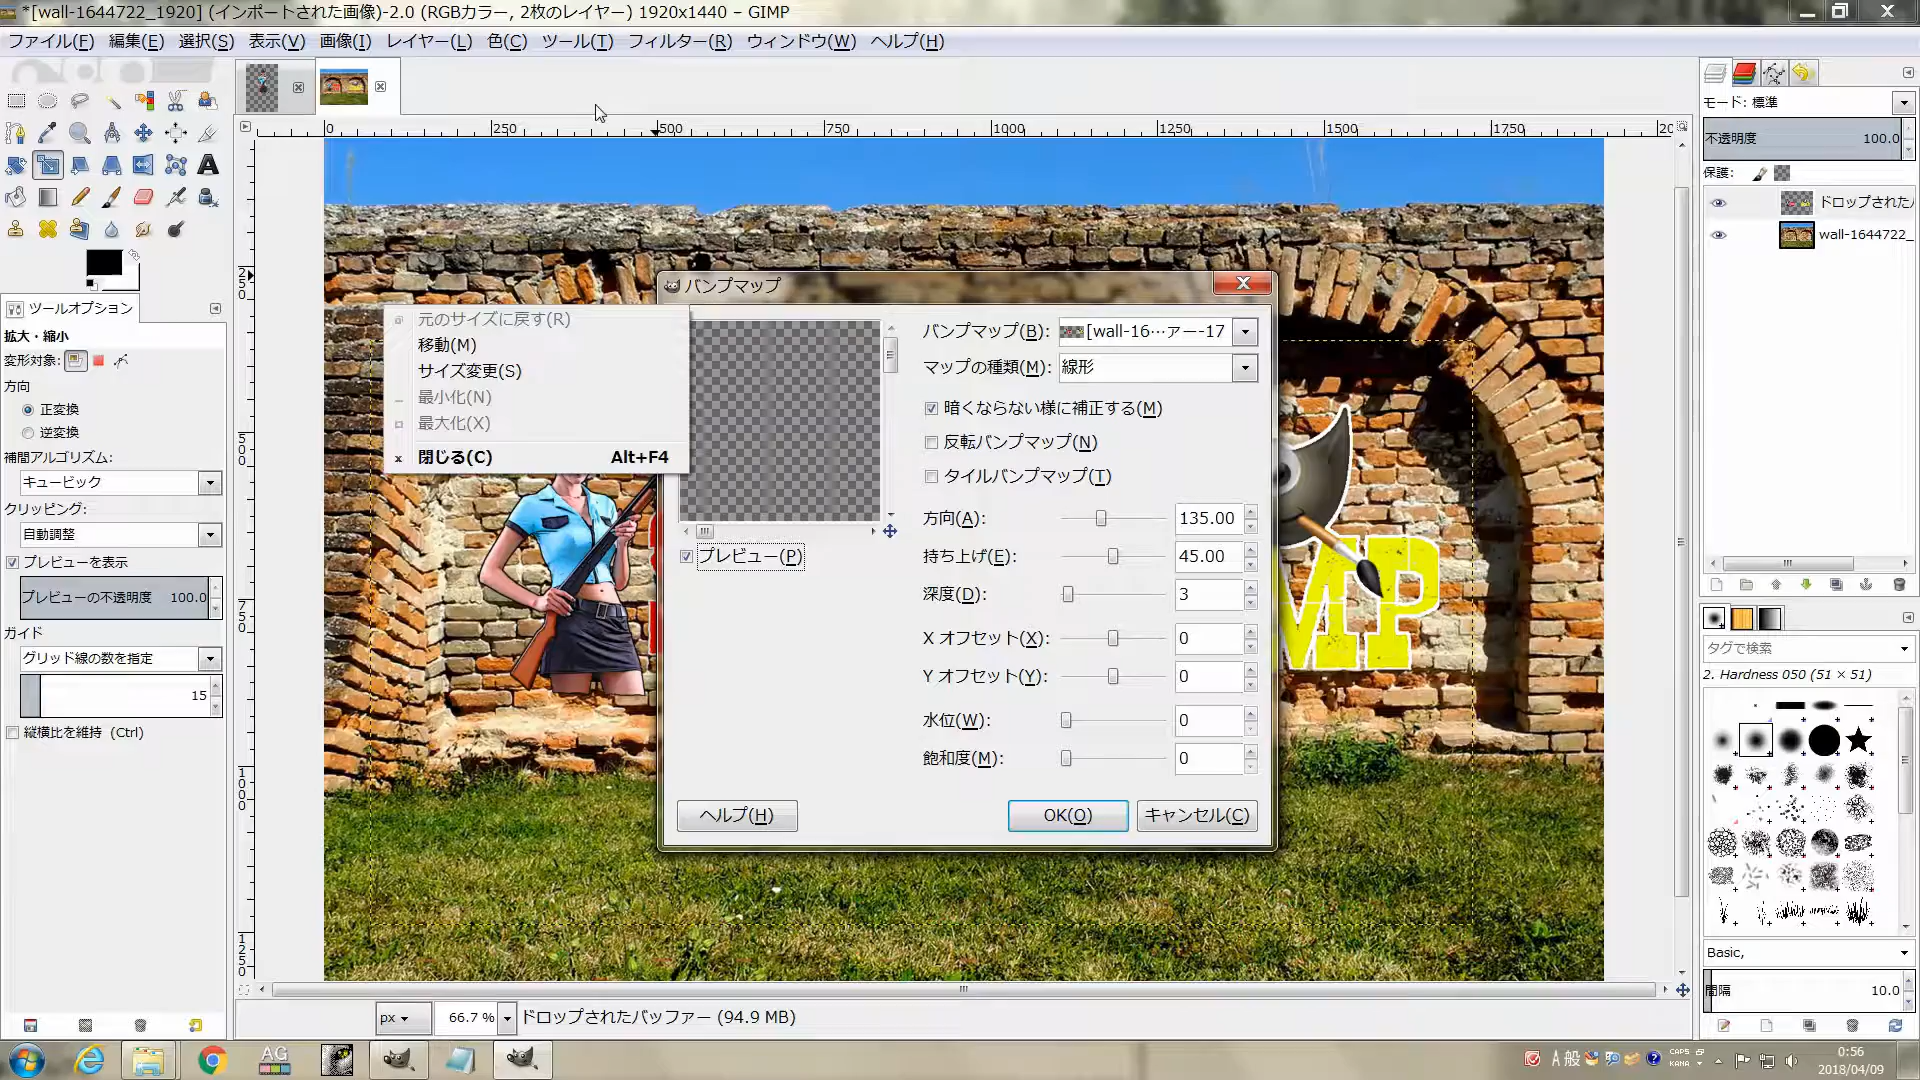 *[wall-1644722_1920] (インポートされた画像)-2.0 (RGBカラー, 2枚のレイヤー) 1920x1440 – GIMP
ファイル(F) 編集(E) 選択(S) 表示(V) 画像(I) レイヤー(L) 色(C) ツール(T) フィルター(R) ウィンドウ(W) ヘルプ(H)
0 250 500 750 1000 1250 1500 1750
250
500
750
1000
1250
ツールオプション
拡大・縮小
変形対象:
方向
正変換
逆変換
補間アルゴリズム:
キュービック
クリッピング:
自動調整
プレビューを表示
プレビューの不透明度 100.0
ガイド
グリッド線の数を指定
15
縦横比を維持 (Ctrl)
元のサイズに戻す(R)
移動(M)
サイズ変更(S)
最小化(N)
最大化(X)
閉じる(C) Alt+F4
バンプマップ
プレビュー(P)
バンプマップ(B): [wall-16…アー-17
マップの種類(M): 線形
暗くならない様に補正する(M)
反転バンプマップ(N)
タイルバンプマップ(T)
方向(A): 135.00
持ち上げ(E): 45.00
深度(D): 3
X オフセット(X): 0
Y オフセット(Y): 0
水位(W): 0
飽和度(M): 0
ヘルプ(H) OK(O) キャンセル(C)
MP
モード: 標準
不透明度 100.0
保護:
ドロップされた
wall-1644722_
タグで検索
2. Hardness 050 (51 × 51)
Basic,
間隔 10.0
px 66.7 % ドロップされたバッファー (94.9 MB)
AG
A 般 CAPS KANA
0:56
2018/04/09